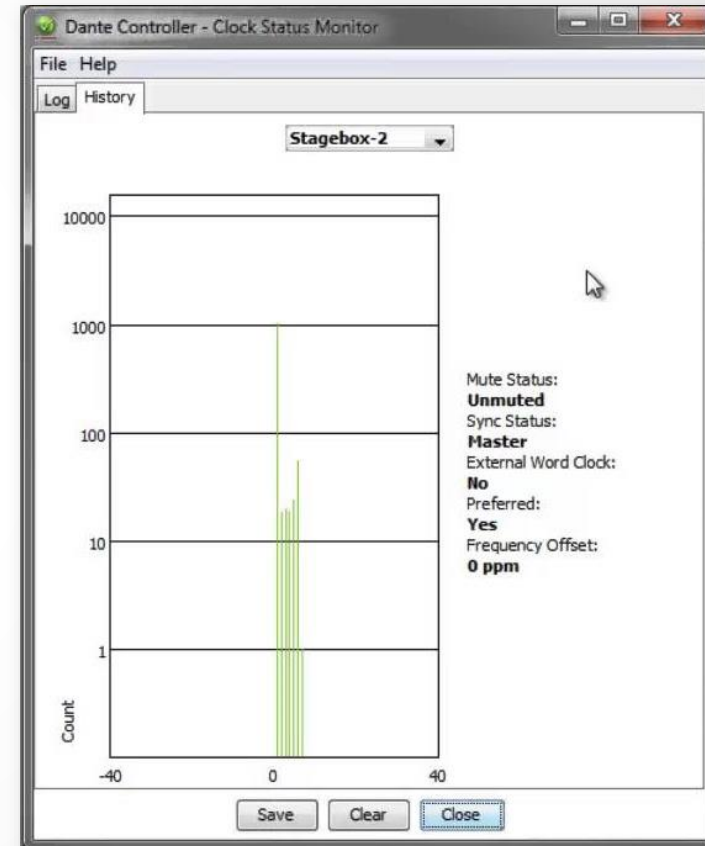 Dante Controller - Clock Status Monitor
File Help
Log History
Stagebox-2
10000
1000
100
10
1
Count
-40 0 40
Mute Status:
Unmuted
Sync Status:
Master
External Word Clock:
No
Preferred:
Yes
Frequency Offset:
0 ppm
Save Clear Close